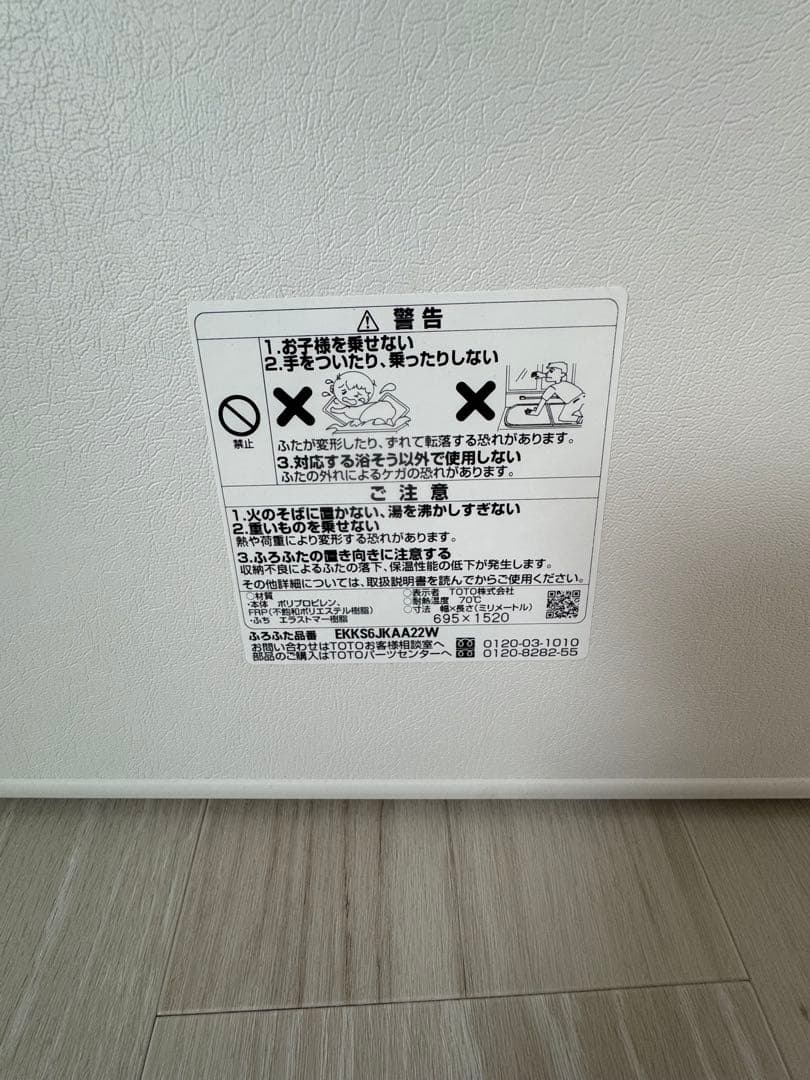 警告
1.お子様を乗せない
2.手をついたり、乗ったりしない
禁止
ふたが変形したり、ずれて転落する恐れがあります。
3.対応する浴そう以外で使用しない
ふたの外れによるケガの恐れがあります。
ご注意
1.火のそばに置かない、湯を沸かしすぎない
2.重いものを乗せない
熱や荷重により変形する恐れがあります。
3.ふろふたの置き向きに注意する
収納不良によるふたの落下、保温性能の低下が発生します。
その他詳細については、取扱説明書を読んでからご使用ください。
○材質
・本体 ポリプロピレン、
FRP(不飽和ポリエステル樹脂)
・ふち エラストマー樹脂
○表示者 TOTO株式会社
○耐熱温度 70℃
○寸法 幅×長さ(ミリメートル)
695×1520
ふろふた品番 EKKS6JKAA22W
お問い合わせはTOTOお客様相談室へ 0120-03-1010
部品のご購入はTOTOパーツセンターへ 0120-8282-55